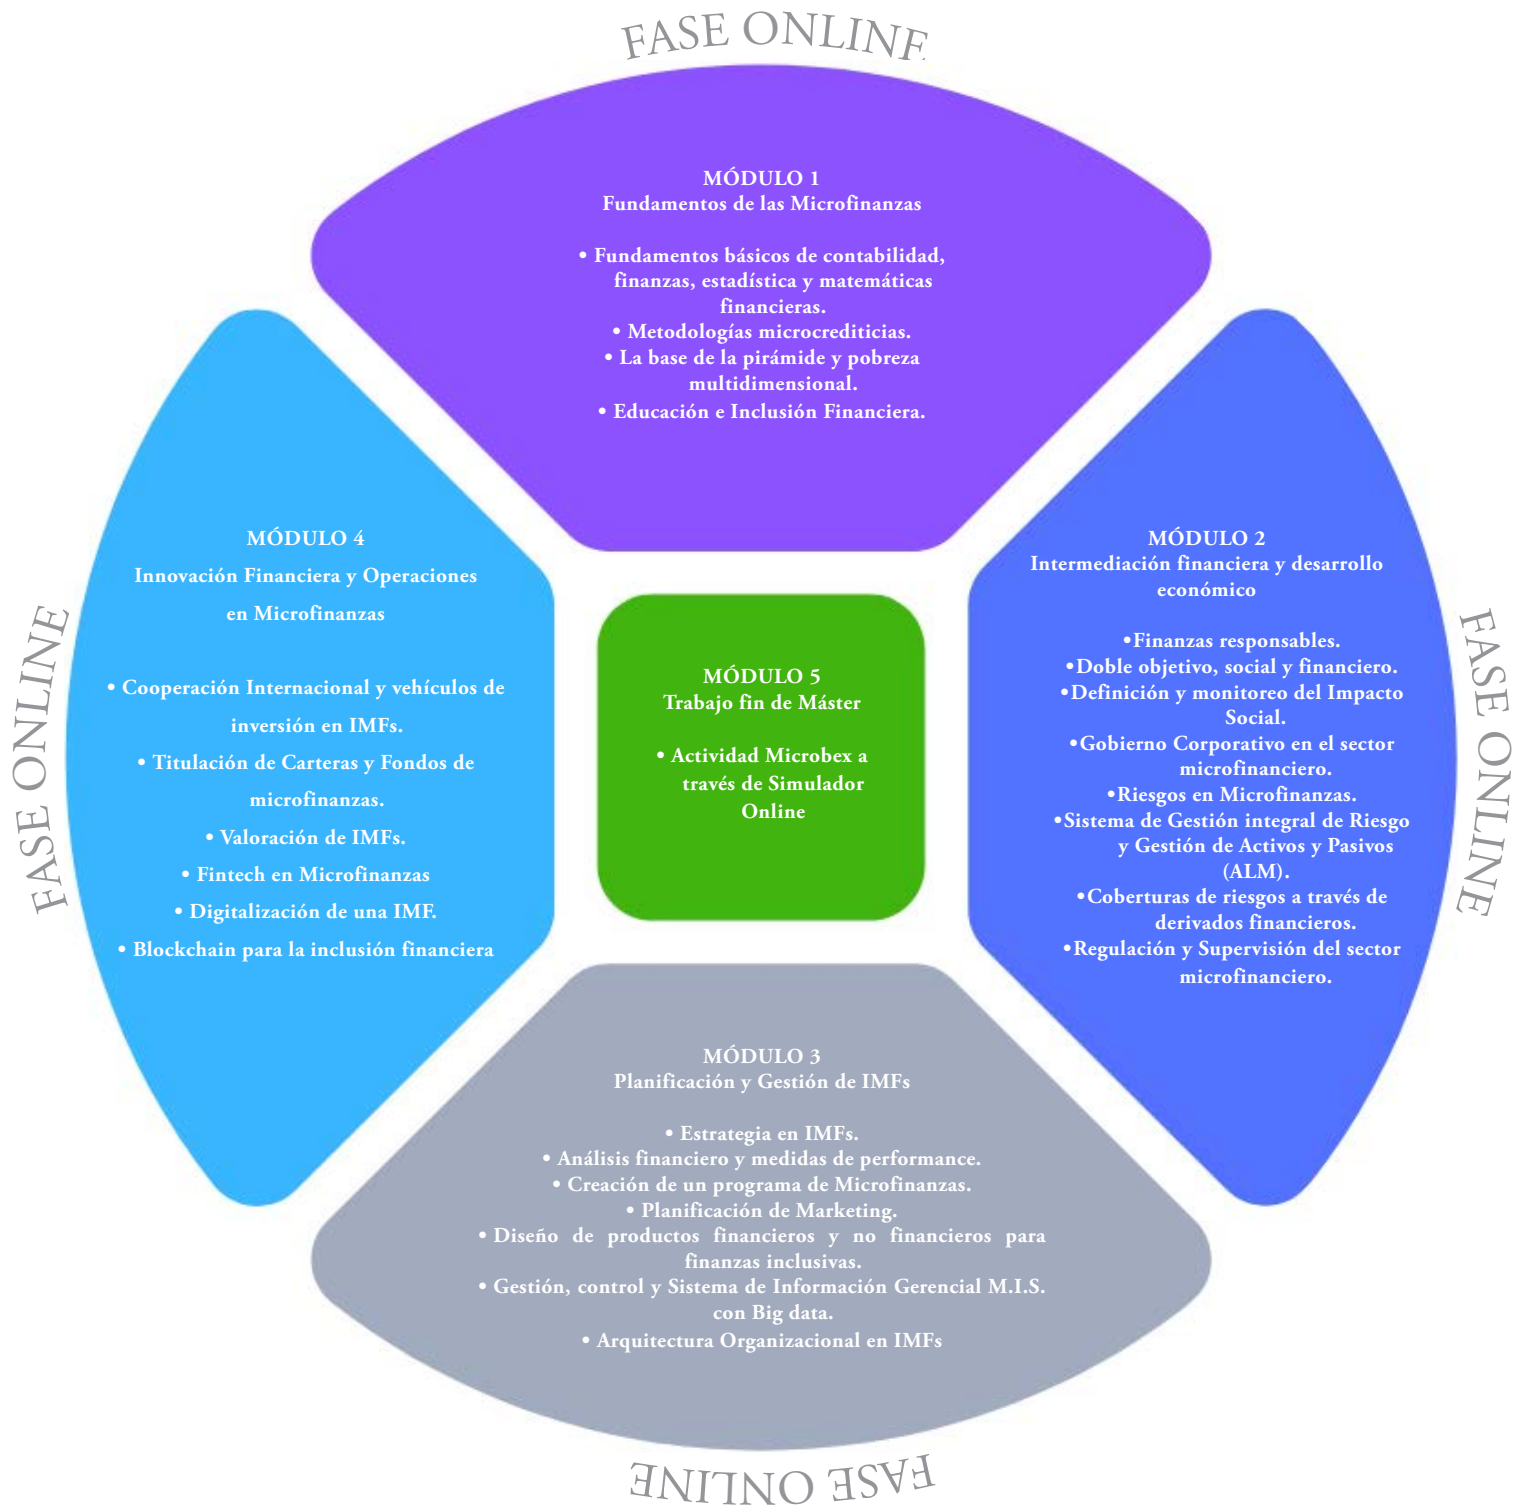 FASE ONLINE
MÓDULO 1
Fundamentos de las Microfinanzas
• Fundamentos básicos de contabilidad,
finanzas, estadística y matemáticas
financieras.
• Metodologías microcrediticias.
• La base de la pirámide y pobreza
multidimensional.
• Educación e Inclusión Financiera.
MÓDULO 2
Intermediación financiera y desarrollo
económico
•Finanzas responsables.
•Doble objetivo, social y financiero.
•Definición y monitoreo del Impacto
Social.
•Gobierno Corporativo en el sector
microfinanciero.
•Riesgos en Microfinanzas.
•Sistema de Gestión integral de Riesgo
y Gestión de Activos y Pasivos
(ALM).
•Coberturas de riesgos a través de
derivados financieros.
•Regulación y Supervisión del sector
microfinanciero.
FASE ONLINE
MÓDULO 3
Planificación y Gestión de IMFs
• Estrategia en IMFs.
• Análisis financiero y medidas de performance.
• Creación de un programa de Microfinanzas.
• Planificación de Marketing.
• Diseño de productos financieros y no financieros para
finanzas inclusivas.
• Gestión, control y Sistema de Información Gerencial M.I.S.
con Big data.
• Arquitectura Organizacional en IMFs
FASE ONLINE
MÓDULO 4
Innovación Financiera y Operaciones
en Microfinanzas
• Cooperación Internacional y vehículos de
inversión en IMFs.
• Titulación de Carteras y Fondos de
microfinanzas.
• Valoración de IMFs.
• Fintech en Microfinanzas
• Digitalización de una IMF.
• Blockchain para la inclusión financiera
FASE ONLINE
MÓDULO 5
Trabajo fin de Máster
• Actividad Microbex a
través de Simulador
Online